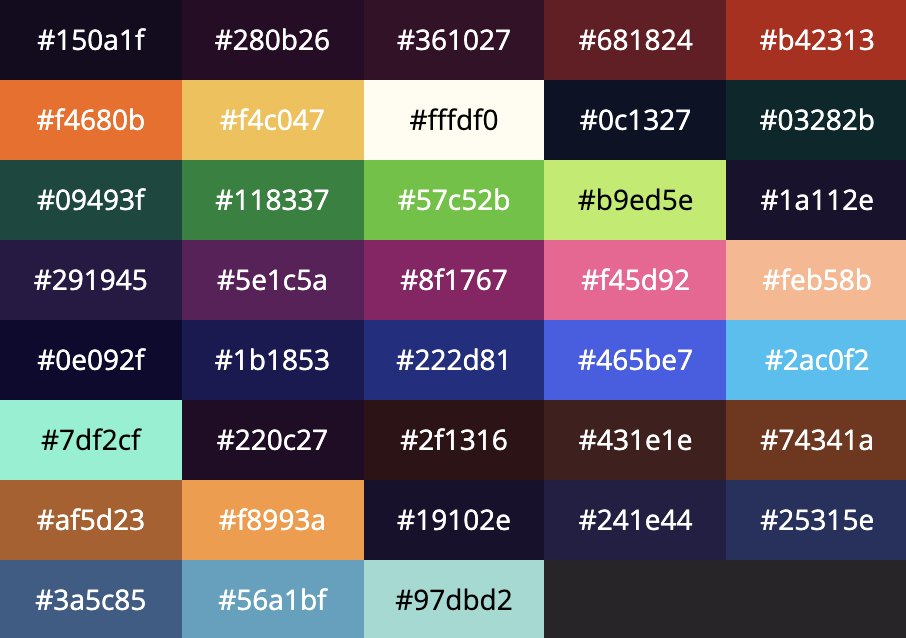 #150a1f #280b26 #361027 #681824 #b42313
#f4680b #f4c047 #fffdf0 #0c1327 #03282b
#09493f #118337 #57c52b #b9ed5e #1a112e
#291945 #5e1c5a #8f1767 #f45d92 #feb58b
#0e092f #1b1853 #222d81 #465be7 #2ac0f2
#7df2cf #220c27 #2f1316 #431e1e #74341a
#af5d23 #f8993a #19102e #241e44 #25315e
#3a5c85 #56a1bf #97dbd2